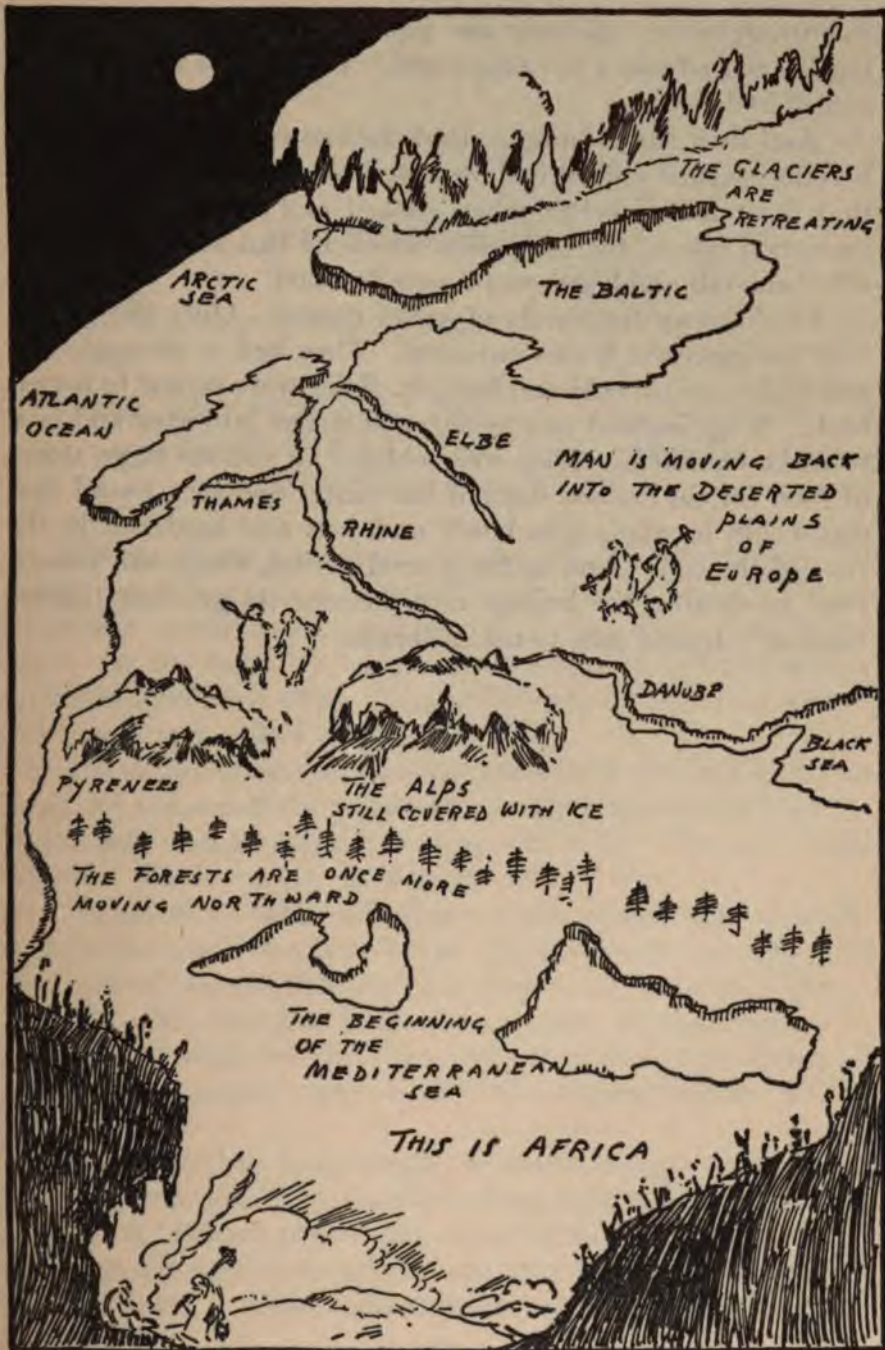 THE GLACIERS
ARE
RETREATING
ARCTIC
SEA
THE BALTIC
ATLANTIC
OCEAN
ELBE
MAN IS MOVING BACK
INTO THE DESERTED
PLAINS
OF
EUROPE
THAMES
RHINE
DANUBE
BLACK
SEA
PYRENEES
THE ALPS
STILL COVERED WITH ICE
THE FORESTS ARE ONCE MORE
MOVING NORTHWARD
THE BEGINNING
OF THE
MEDITERRANEAN
SEA
THIS IS AFRICA